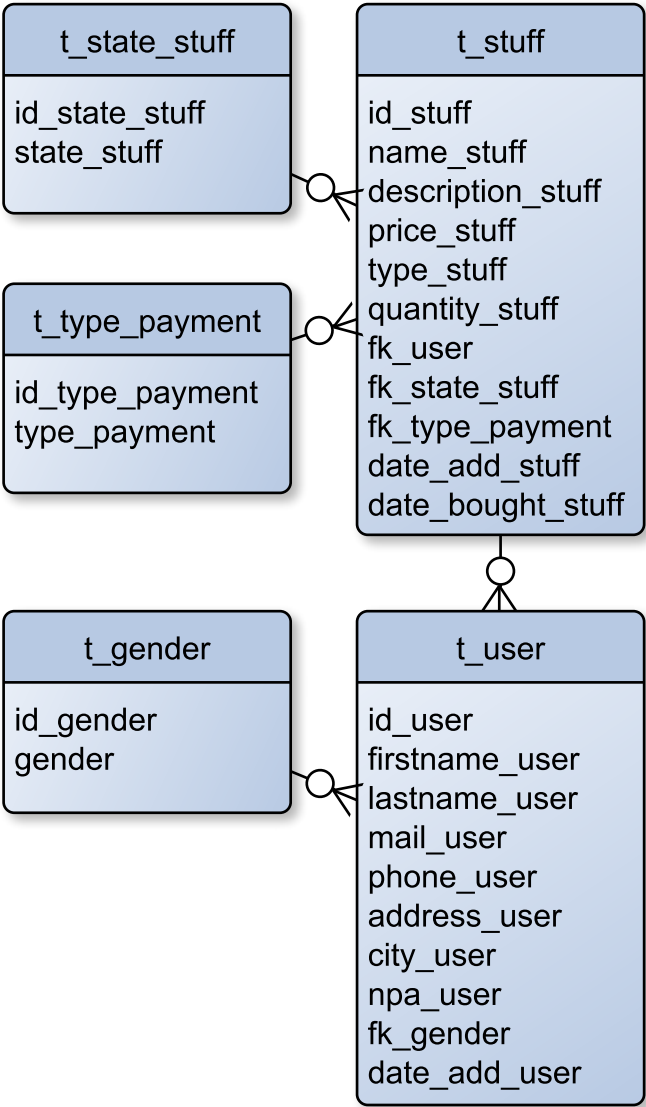 t_state_stuff
id_state_stuff
state_stuff
t_stuff
id_stuff
name_stuff
description_stuff
price_stuff
type_stuff
quantity_stuff
fk_user
fk_state_stuff
fk_type_payment
date_add_stuff
date_bought_stuff
t_type_payment
id_type_payment
type_payment
t_gender
id_gender
gender
t_user
id_user
firstname_user
lastname_user
mail_user
phone_user
address_user
city_user
npa_user
fk_gender
date_add_user